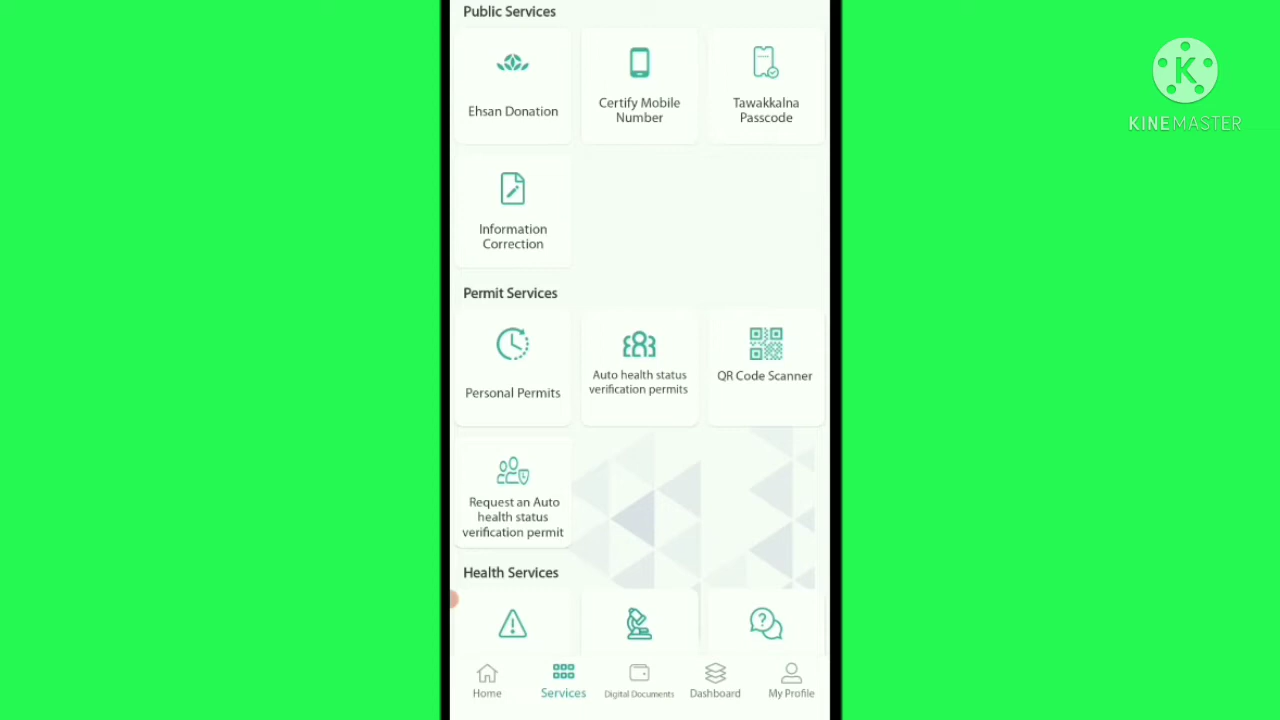 Public Services
Ehsan Donation
Certify Mobile
Number
Tawakkalna
Passcode
Information
Correction
Permit Services
Personal Permits
Auto health status
verification permits
QR Code Scanner
Request an Auto
health status
verification permit
Health Services
Home
Services
Digital Documents
Dashboard
My Profile
K
KINEMASTER